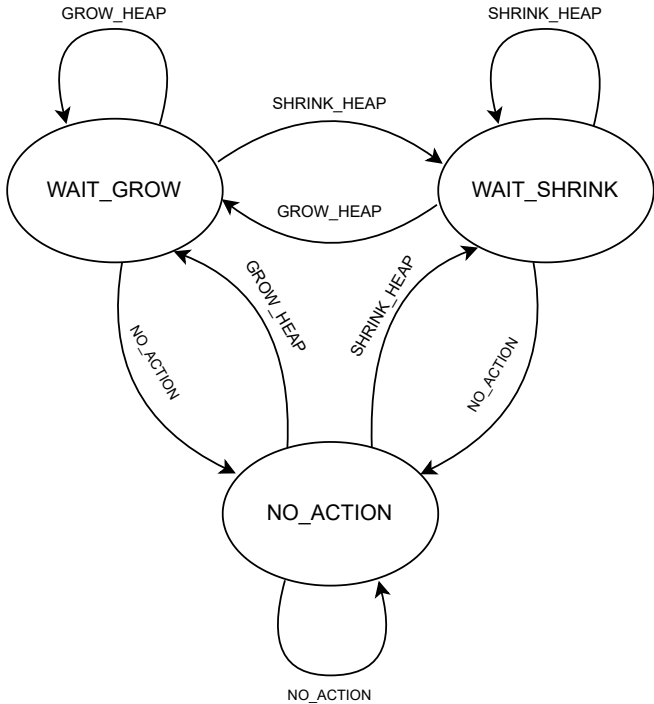 GROW_HEAP
SHRINK_HEAP
SHRINK_HEAP
WAIT_GROW
WAIT_SHRINK
GROW_HEAP
GROW_HEAP
SHRINK_HEAP
NO_ACTION
NO_ACTION
NO_ACTION
NO_ACTION